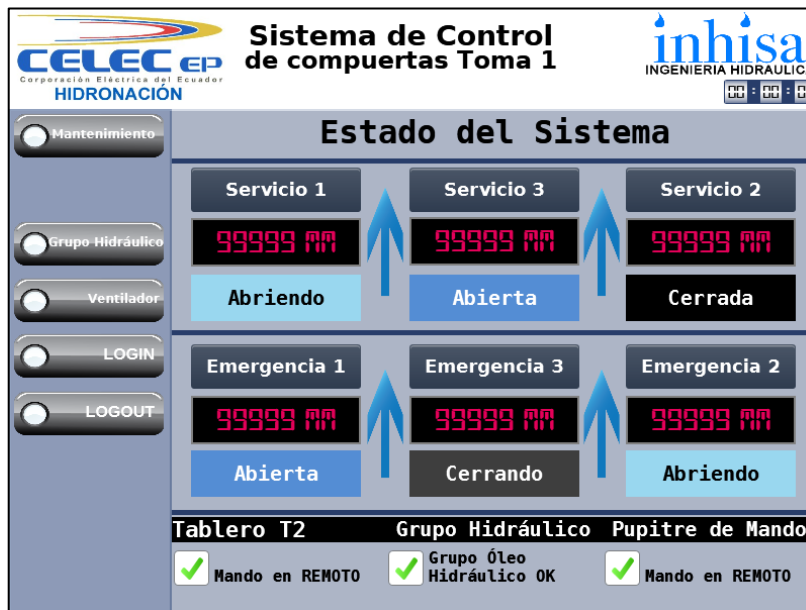 CELEC EP
Corporación Eléctrica del Ecuador
HIDRONACIÓN
Sistema de Control
de compuertas Toma 1
inhisa
INGENIERIA HIDRAULIC
00:00:0
Mantenimiento
Grupo Hidráulico
Ventilador
LOGIN
LOGOUT
Estado del Sistema
Servicio 1 Servicio 3 Servicio 2
99999 MM 99999 MM 99999 MM
Abriendo Abierta Cerrada
Emergencia 1 Emergencia 3 Emergencia 2
99999 MM 99999 MM 99999 MM
Abierta Cerrando Abriendo
Tablero T2 Grupo Hidráulico Pupitre de Mando
Mando en REMOTO
Grupo Óleo
Hidráulico OK
Mando en REMOTO